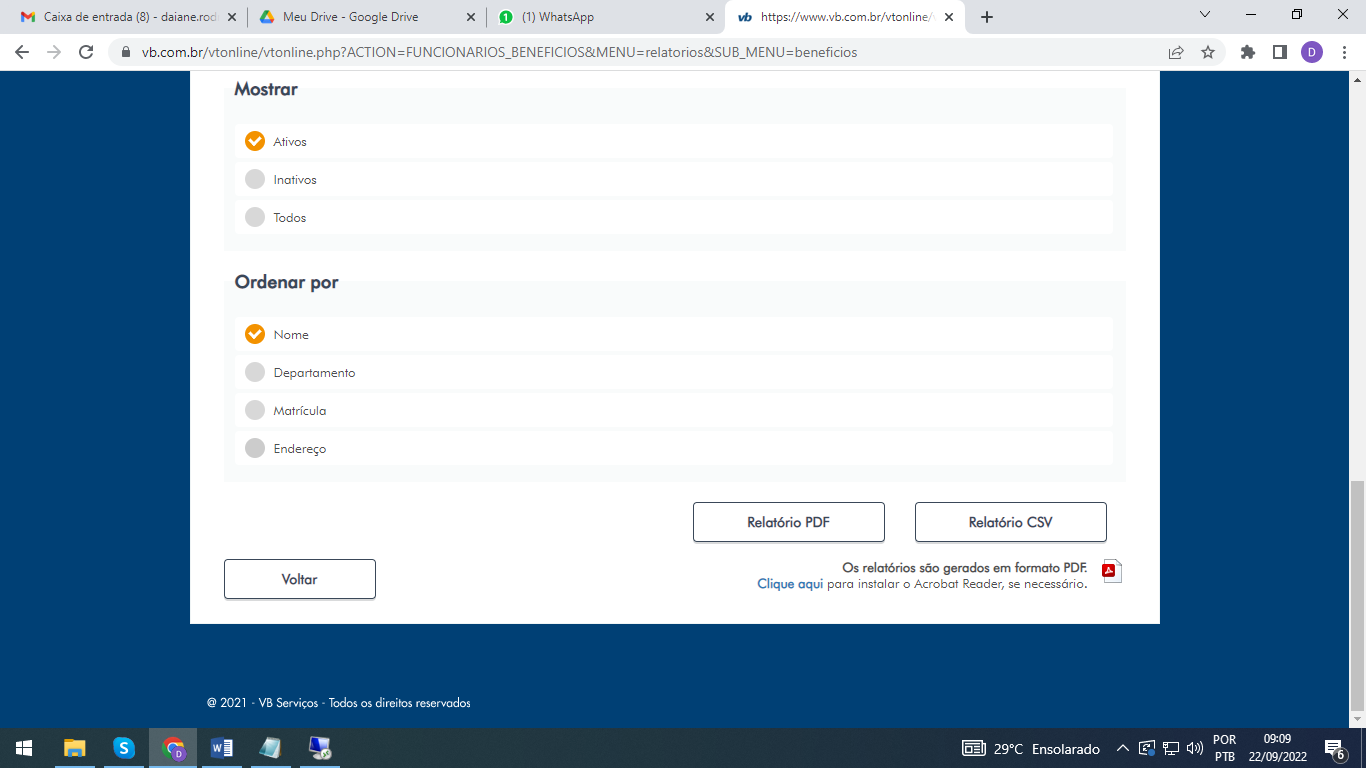 Caixa de entrada (8) - daiane.rod
Meu Drive - Google Drive
1 (1) WhatsApp
vb https://www.vb.com.br/vtonline/
vb.com.br/vtonline/vtonline.php?ACTION=FUNCIONARIOS_BENEFICIOS&MENU=relatorios&SUB_MENU=beneficios
D
Mostrar
Ativos
Inativos
Todos
Ordenar por
Nome
Departamento
Matrícula
Endereço
Relatório PDF
Relatório CSV
Voltar
Os relatórios são gerados em formato PDF.
Clique aqui para instalar o Acrobat Reader, se necessário.
@ 2021 - VB Serviços - Todos os direitos reservados
29°C Ensolarado
POR
PTB
09:09
22/09/2022
6